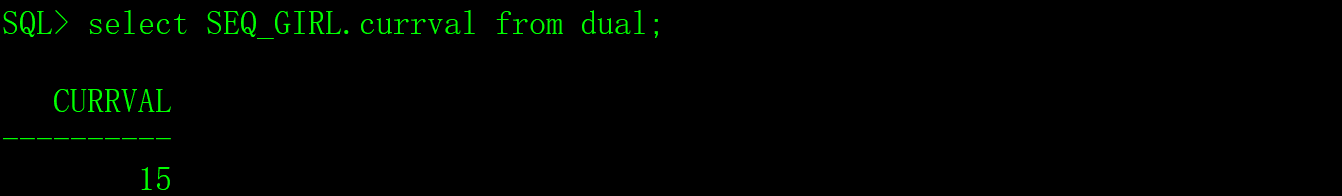 SQL> select SEQ_GIRL.currval from dual;
CURRVAL
----------
15